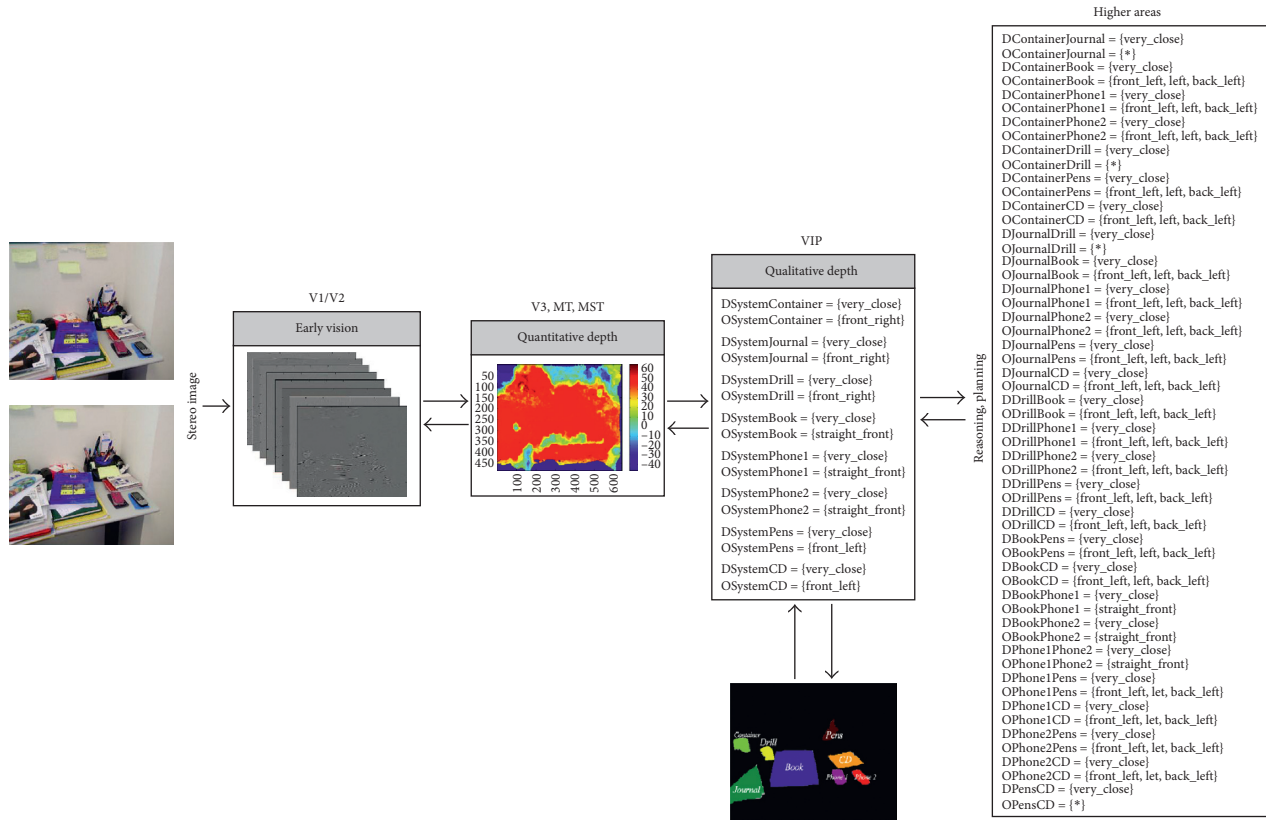 Higher areas
DContainerJournal = {very_close}
OContainerJournal = {*}
DContainerBook = {very_close}
OContainerBook = {front_left, left, back_left}
DContainerPhone1 = {very_close}
OContainerPhone1 = {front_left, left, back_left}
DContainerPhone2 = {very_close}
OContainerPhone2 = {front_left, left, back_left}
DContainerDrill = {very_close}
OContainerDrill = {*}
DContainerPens = {very_close}
OContainerPens = {front_left, left, back_left}
DContainerCD = {very_close}
OContainerCD = {front_left, left, back_left}
DJournalDrill = {very_close}
OJournalDrill = {*}
DJournalBook = {very_close}
OJournalBook = {front_left, left, back_left}
DJournalPhone1 = {very_close}
OJournalPhone1 = {front_left, left, back_left}
DJournalPhone2 = {very_close}
OJournalPhone2 = {front_left, left, back_left}
DJournalPens = {very_close}
OJournalPens = {front_left, left, back_left}
DJournalCD = {very_close}
OJournalCD = {front_left, left, back_left}
DDrillBook = {very_close}
ODrillBook = {front_left, left, back_left}
DDrillPhone1 = {very_close}
ODrillPhone1 = {front_left, left, back_left}
DDrillPhone2 = {very_close}
ODrillPhone2 = {front_left, left, back_left}
DDrillPens = {very_close}
ODrillPens = {front_left, left, back_left}
DDrillCD = {very_close}
ODrillCD = {front_left, left, back_left}
DBookPens = {very_close}
OBookPens = {front_left, left, back_left}
DBookCD = {very_close}
OBookCD = {front_left, left, back_left}
DBookPhone1 = {very_close}
OBookPhone1 = {straight_front}
DBookPhone2 = {very_close}
OBookPhone2 = {straight_front}
DPhone1Phone2 = {very_close}
OPhone1Phone2 = {straight_front}
DPhone1Pens = {very_close}
OPhone1Pens = {front_left, let, back_left}
DPhone1CD = {very_close}
OPhone1CD = {front_left, let, back_left}
DPhone2Pens = {very_close}
OPhone2Pens = {front_left, let, back_left}
DPhone2CD = {very_close}
OPhone2CD = {front_left, let, back_left}
DPensCD = {very_close}
OPensCD = {*}
Reasoning, planning
VIP
Qualitative depth
DSystemContainer = {very_close}
OSystemContainer = {front_right}
DSystemJournal = {very_close}
OSystemJournal = {front_right}
DSystemDrill = {very_close}
OSystemDrill = {front_right}
DSystemBook = {very_close}
OSystemBook = {straight_front}
DSystemPhone1 = {very_close}
OSystemPhone1 = {straight_front}
DSystemPhone2 = {very_close}
OSystemPhone2 = {straight_front}
DSystemPens = {very_close}
OSystemPens = {front_left}
DSystemCD = {very_close}
OSystemCD = {front_left}
V3, MT, MST
Quantitative depth
50
100
150
200
250
300
350
400
450
100
200
300
400
500
600
60
50
40
30
20
10
0
−10
−20
−30
−40
V1/V2
Early vision
Stereo image
Container
Drill
Pens
Book
CD
Journal
Phone 1
Phone 2